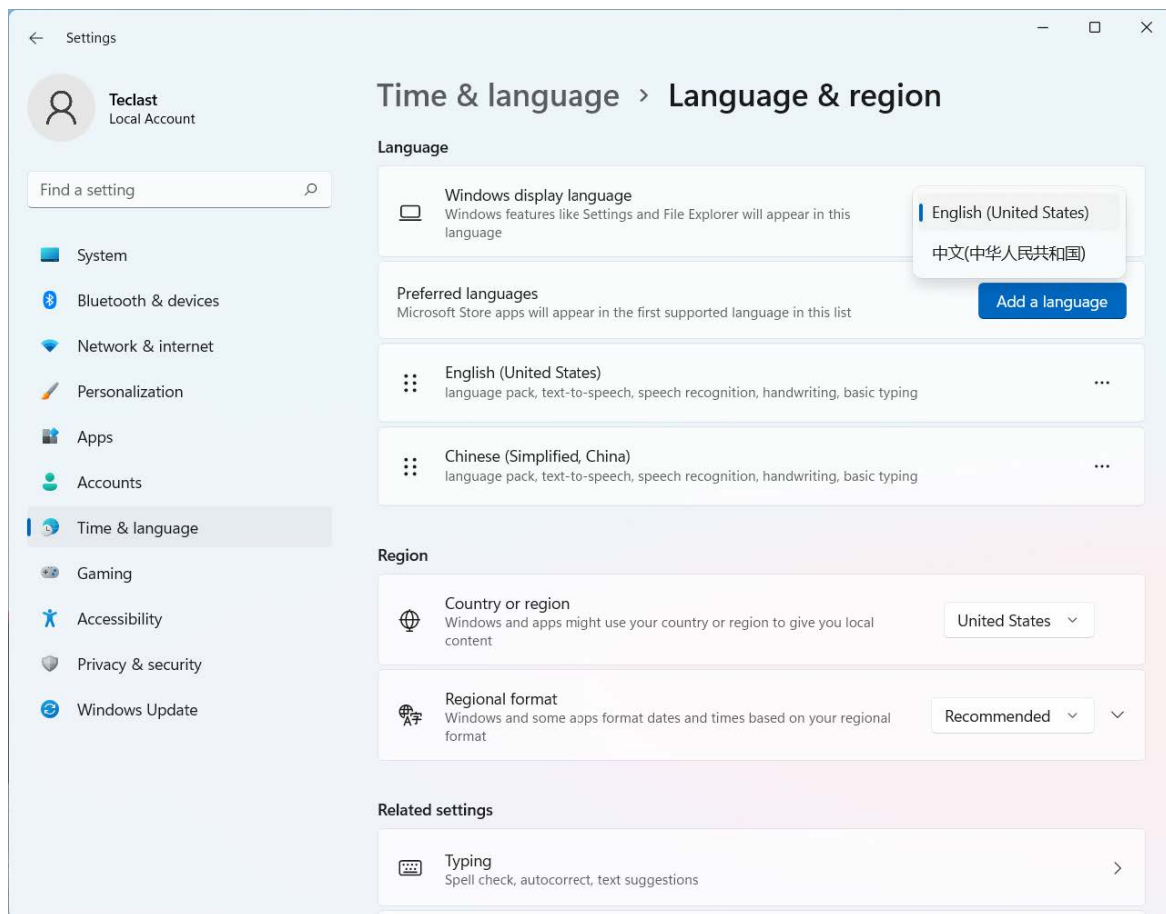 Settings
Teclast
Local Account
Find a setting
System
Bluetooth & devices
Network & internet
Personalization
Apps
Accounts
Time & language
Gaming
Accessibility
Privacy & security
Windows Update
Time & language › Language & region
Language
Windows display language
Windows features like Settings and File Explorer will appear in this
language
English (United States)
中文(中华人民共和国)
Preferred languages
Microsoft Store apps will appear in the first supported language in this list
Add a language
English (United States)
language pack, text-to-speech, speech recognition, handwriting, basic typing
Chinese (Simplified, China)
language pack, text-to-speech, speech recognition, handwriting, basic typing
Region
Country or region
Windows and apps might use your country or region to give you local
content
United States
Regional format
Windows and some apps format dates and times based on your regional
format
Recommended
Related settings
Typing
Spell check, autocorrect, text suggestions